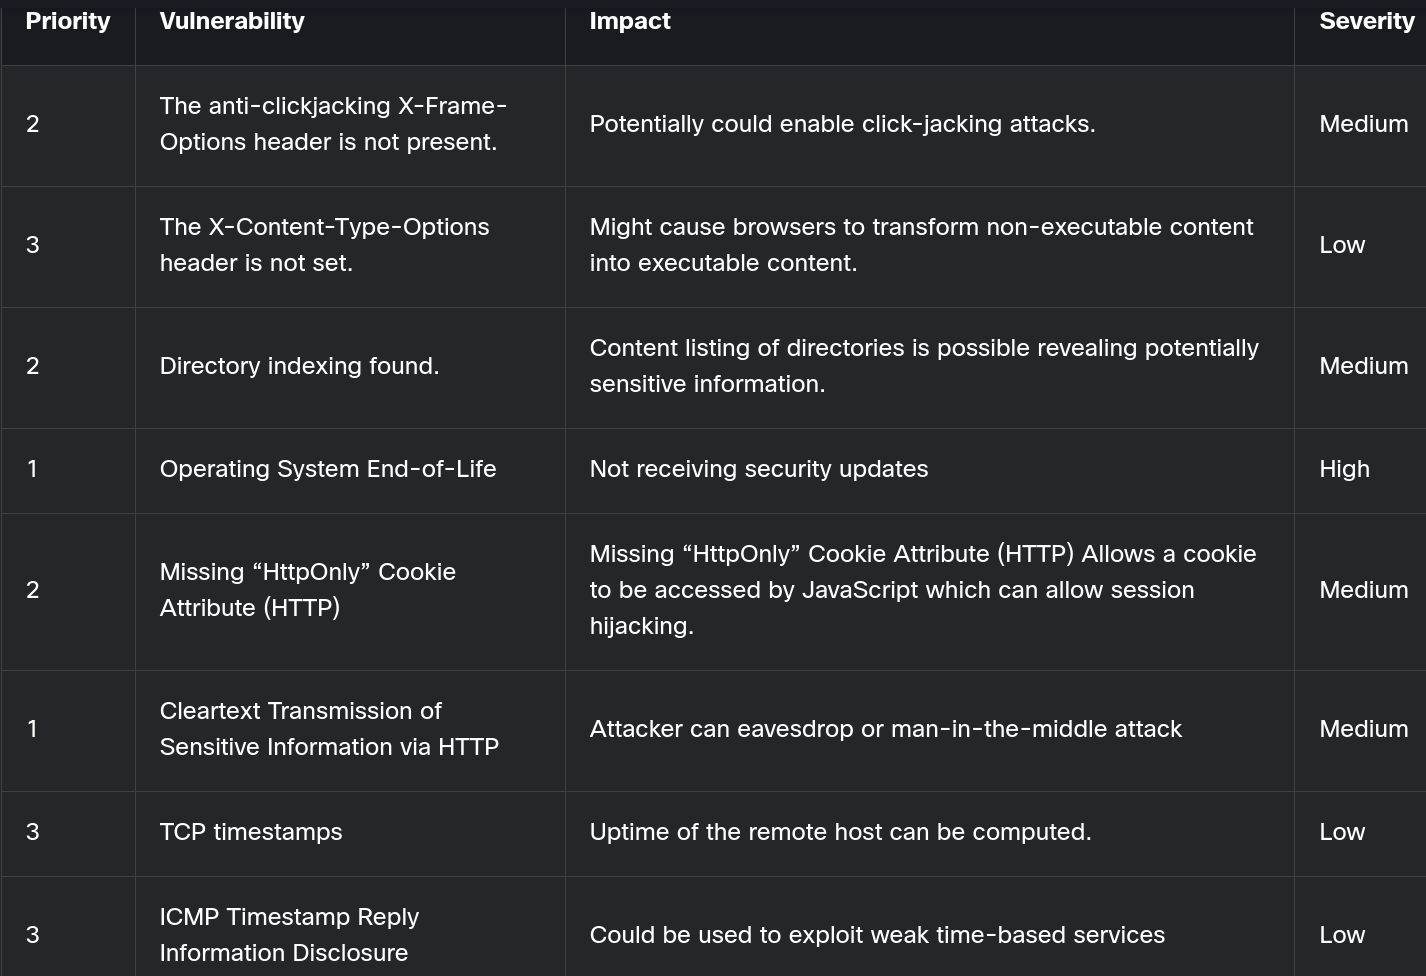 Priority Vulnerability Impact Severity
2 The anti-clickjacking X-Frame- Potentially could enable click-jacking attacks. Medium
Options header is not present.
3 The X-Content-Type-Options Might cause browsers to transform non-executable content Low
header is not set. into executable content.
2 Directory indexing found. Content listing of directories is possible revealing potentially Medium
sensitive information.
1 Operating System End-of-Life Not receiving security updates High
2 Missing “HttpOnly” Cookie Missing “HttpOnly” Cookie Attribute (HTTP) Allows a cookie Medium
Attribute (HTTP) to be accessed by JavaScript which can allow session
hijacking.
1 Cleartext Transmission of Attacker can eavesdrop or man-in-the-middle attack Medium
Sensitive Information via HTTP
3 TCP timestamps Uptime of the remote host can be computed. Low
3 ICMP Timestamp Reply Could be used to exploit weak time-based services Low
Information Disclosure